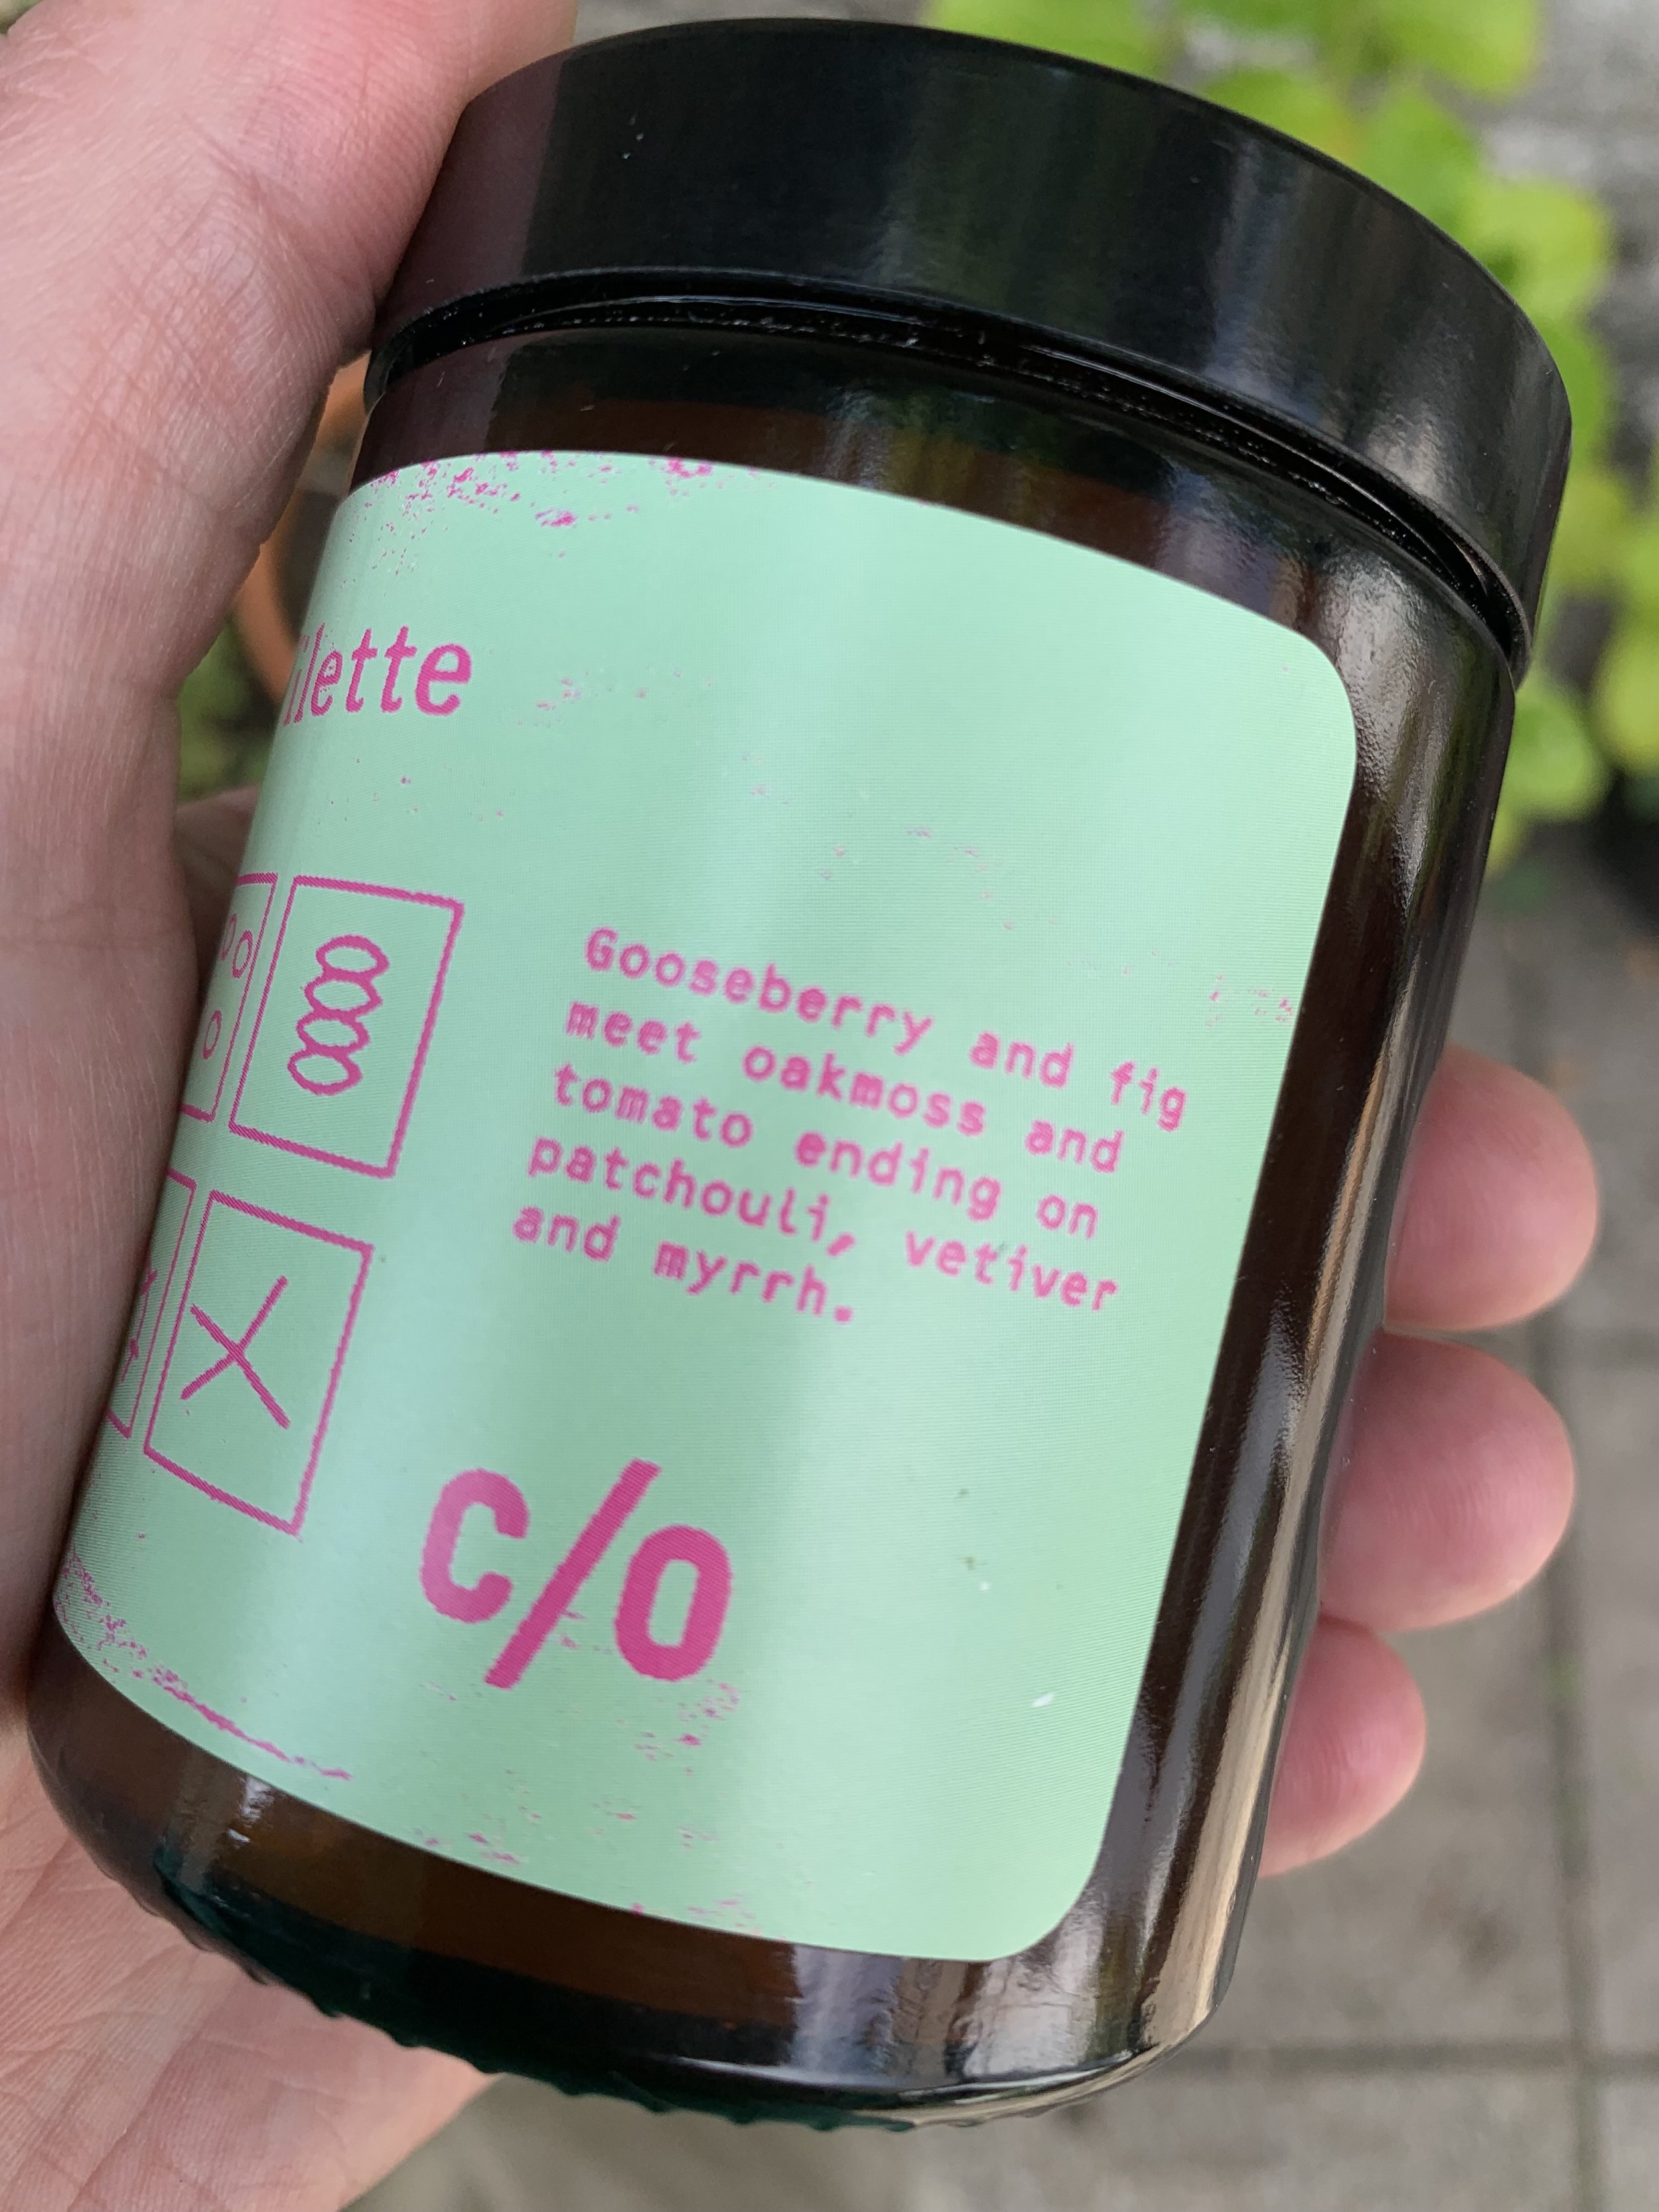 ilette
Gooseberry and fig
meet oakmoss and
tomato ending on
patchouli, vetiver
and myrrh.
c/o